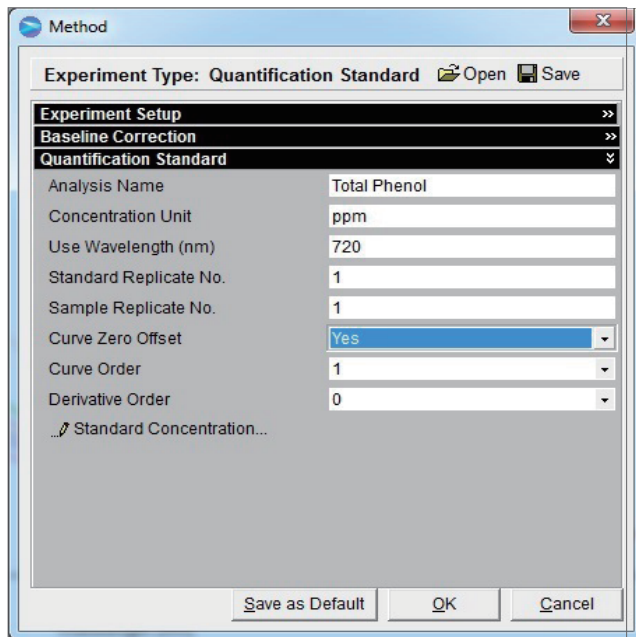 Method
Experiment Type: Quantification Standard Open Save
Experiment Setup
Baseline Correction
Quantification Standard
Analysis Name Total Phenol
Concentration Unit ppm
Use Wavelength (nm) 720
Standard Replicate No. 1
Sample Replicate No. 1
Curve Zero Offset Yes
Curve Order 1
Derivative Order 0
Standard Concentration...
Save as Default OK Cancel